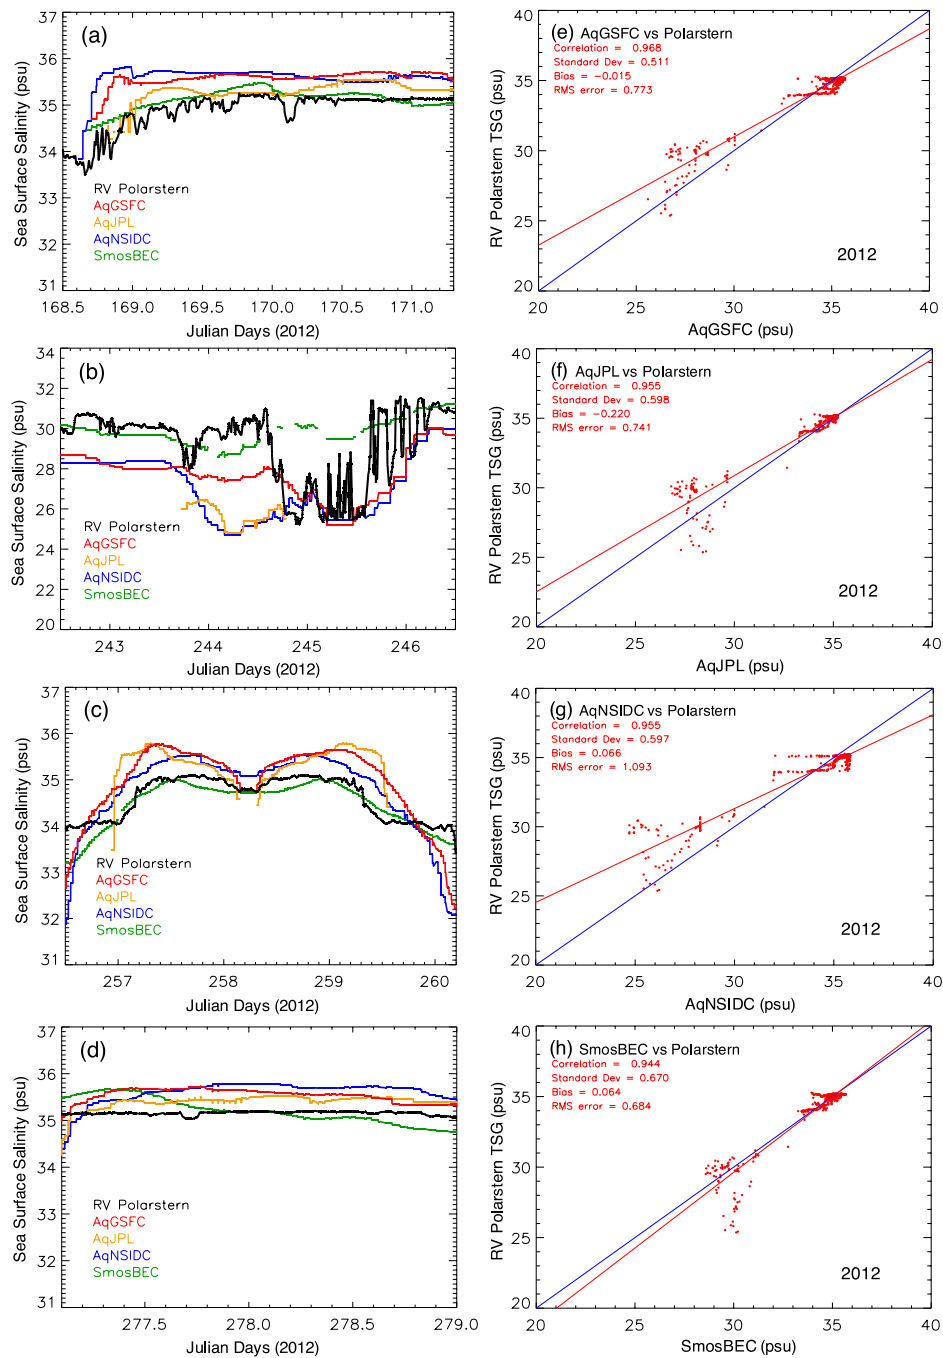 (a)
Sea Surface Salinity (psu)
37
36
35
34
33
32
31
RV Polarstern
AqGSFC
AqJPL
AqNSIDC
SmosBEC
168.5
169.0
169.5
170.0
170.5
171.0
Julian Days (2012)
(e) AqGSFC vs Polarstern
Correlation = 0.968
Standard Dev = 0.511
Bias = -0.015
RMS error = 0.773
RV Polarstern TSG (psu)
40
35
30
25
20
2012
20
25
30
35
40
AqGSFC (psu)
(b)
Sea Surface Salinity (psu)
34
32
30
28
26
24
22
20
RV Polarstern
AqGSFC
AqJPL
AqNSIDC
SmosBEC
243
244
245
246
Julian Days (2012)
(f) AqJPL vs Polarstern
Correlation = 0.955
Standard Dev = 0.598
Bias = -0.220
RMS error = 0.741
RV Polarstern TSG (psu)
40
35
30
25
20
2012
20
25
30
35
40
AqJPL (psu)
(c)
Sea Surface Salinity (psu)
37
36
35
34
33
32
31
RV Polarstern
AqGSFC
AqJPL
AqNSIDC
SmosBEC
257
258
259
260
Julian Days (2012)
(g) AqNSIDC vs Polarstern
Correlation = 0.955
Standard Dev = 0.597
Bias = 0.066
RMS error = 1.093
RV Polarstern TSG (psu)
40
35
30
25
20
2012
20
25
30
35
40
AqNSIDC (psu)
(d)
Sea Surface Salinity (psu)
37
36
35
34
33
32
31
RV Polarstern
AqGSFC
AqJPL
AqNSIDC
SmosBEC
277.5
278.0
278.5
279.0
Julian Days (2012)
(h) SmosBEC vs Polarstern
Correlation = 0.944
Standard Dev = 0.670
Bias = 0.064
RMS error = 0.684
RV Polarstern TSG (psu)
40
35
30
25
20
2012
20
25
30
35
40
SmosBEC (psu)